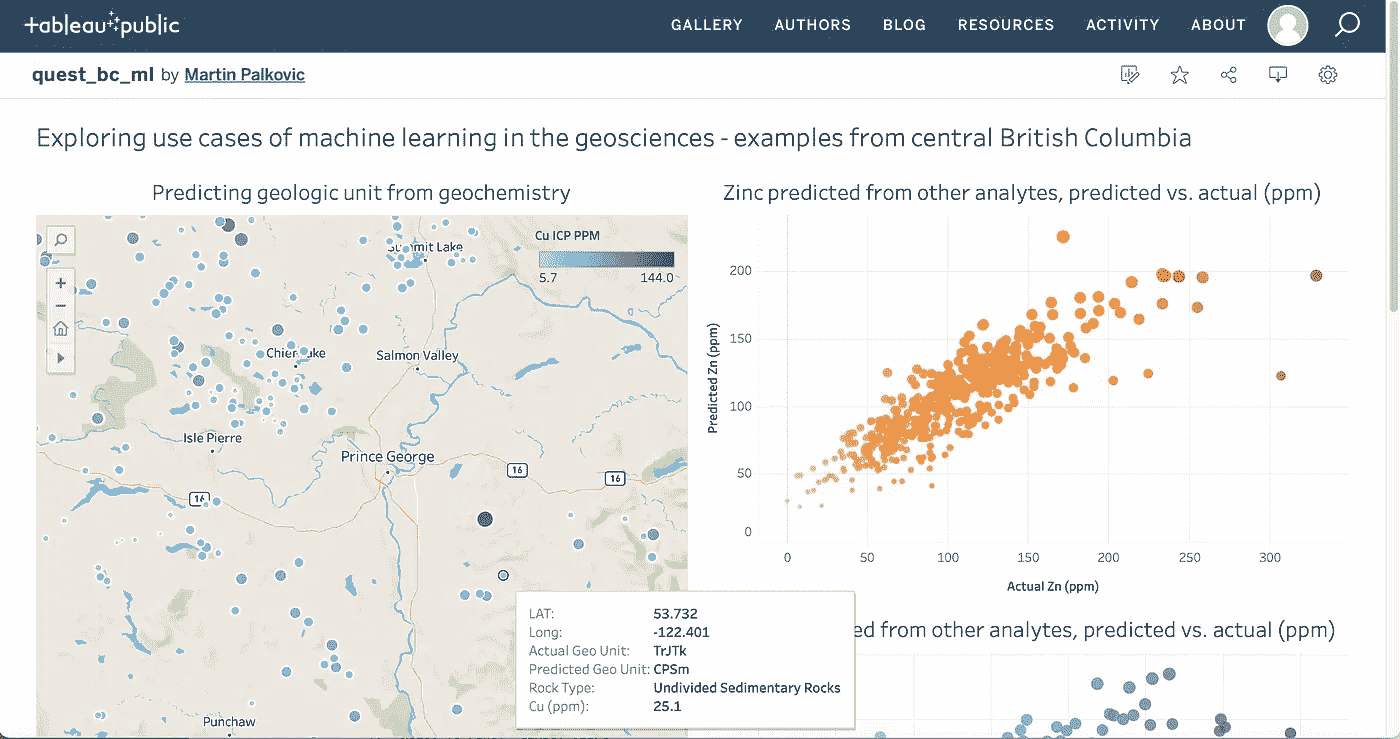 +ableau public
GALLERY AUTHORS BLOG RESOURCES ACTIVITY ABOUT
quest_bc_ml by Martin Palkovic
Exploring use cases of machine learning in the geosciences - examples from central British Columbia
Predicting geologic unit from geochemistry
Cu ICP PPM
5.7 144.0
Lake
Salmon Valley
Isle Pierre
Prince George
16
16
16
Punchaw
LAT: 53.732
Long: -122.401
Actual Geo Unit: TrJTk
Predicted Geo Unit: CPSm
Rock Type: Undivided Sedimentary Rocks
Cu (ppm): 25.1
Zinc predicted from other analytes, predicted vs. actual (ppm)
Predicted Zn (ppm)
200
150
100
50
0
0 50 100 150 200 250 300
Actual Zn (ppm)
ed from other analytes, predicted vs. actual (ppm)